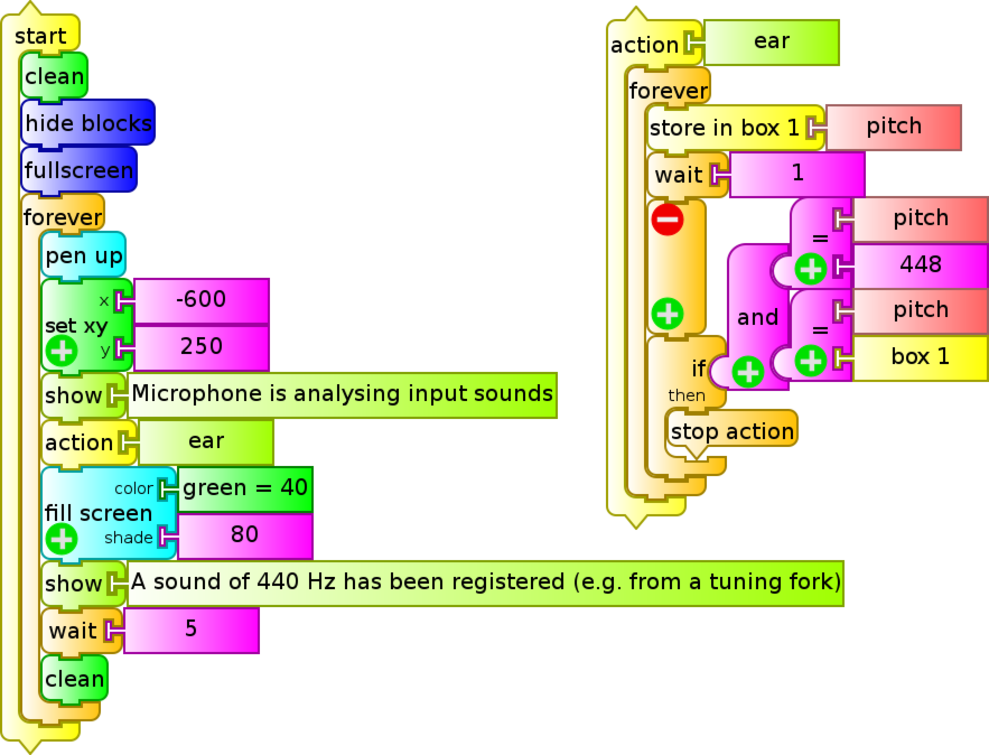 start
clean
hide blocks
fullscreen
forever
pen up
x -600
set xy
y 250
show Microphone is analysing input sounds
action ear
color green = 40
fill screen
shade 80
show A sound of 440 Hz has been registered (e.g. from a tuning fork)
wait 5
clean
action ear
forever
store in box 1 pitch
wait 1
= pitch
448
and
= pitch
box 1
if
then
stop action